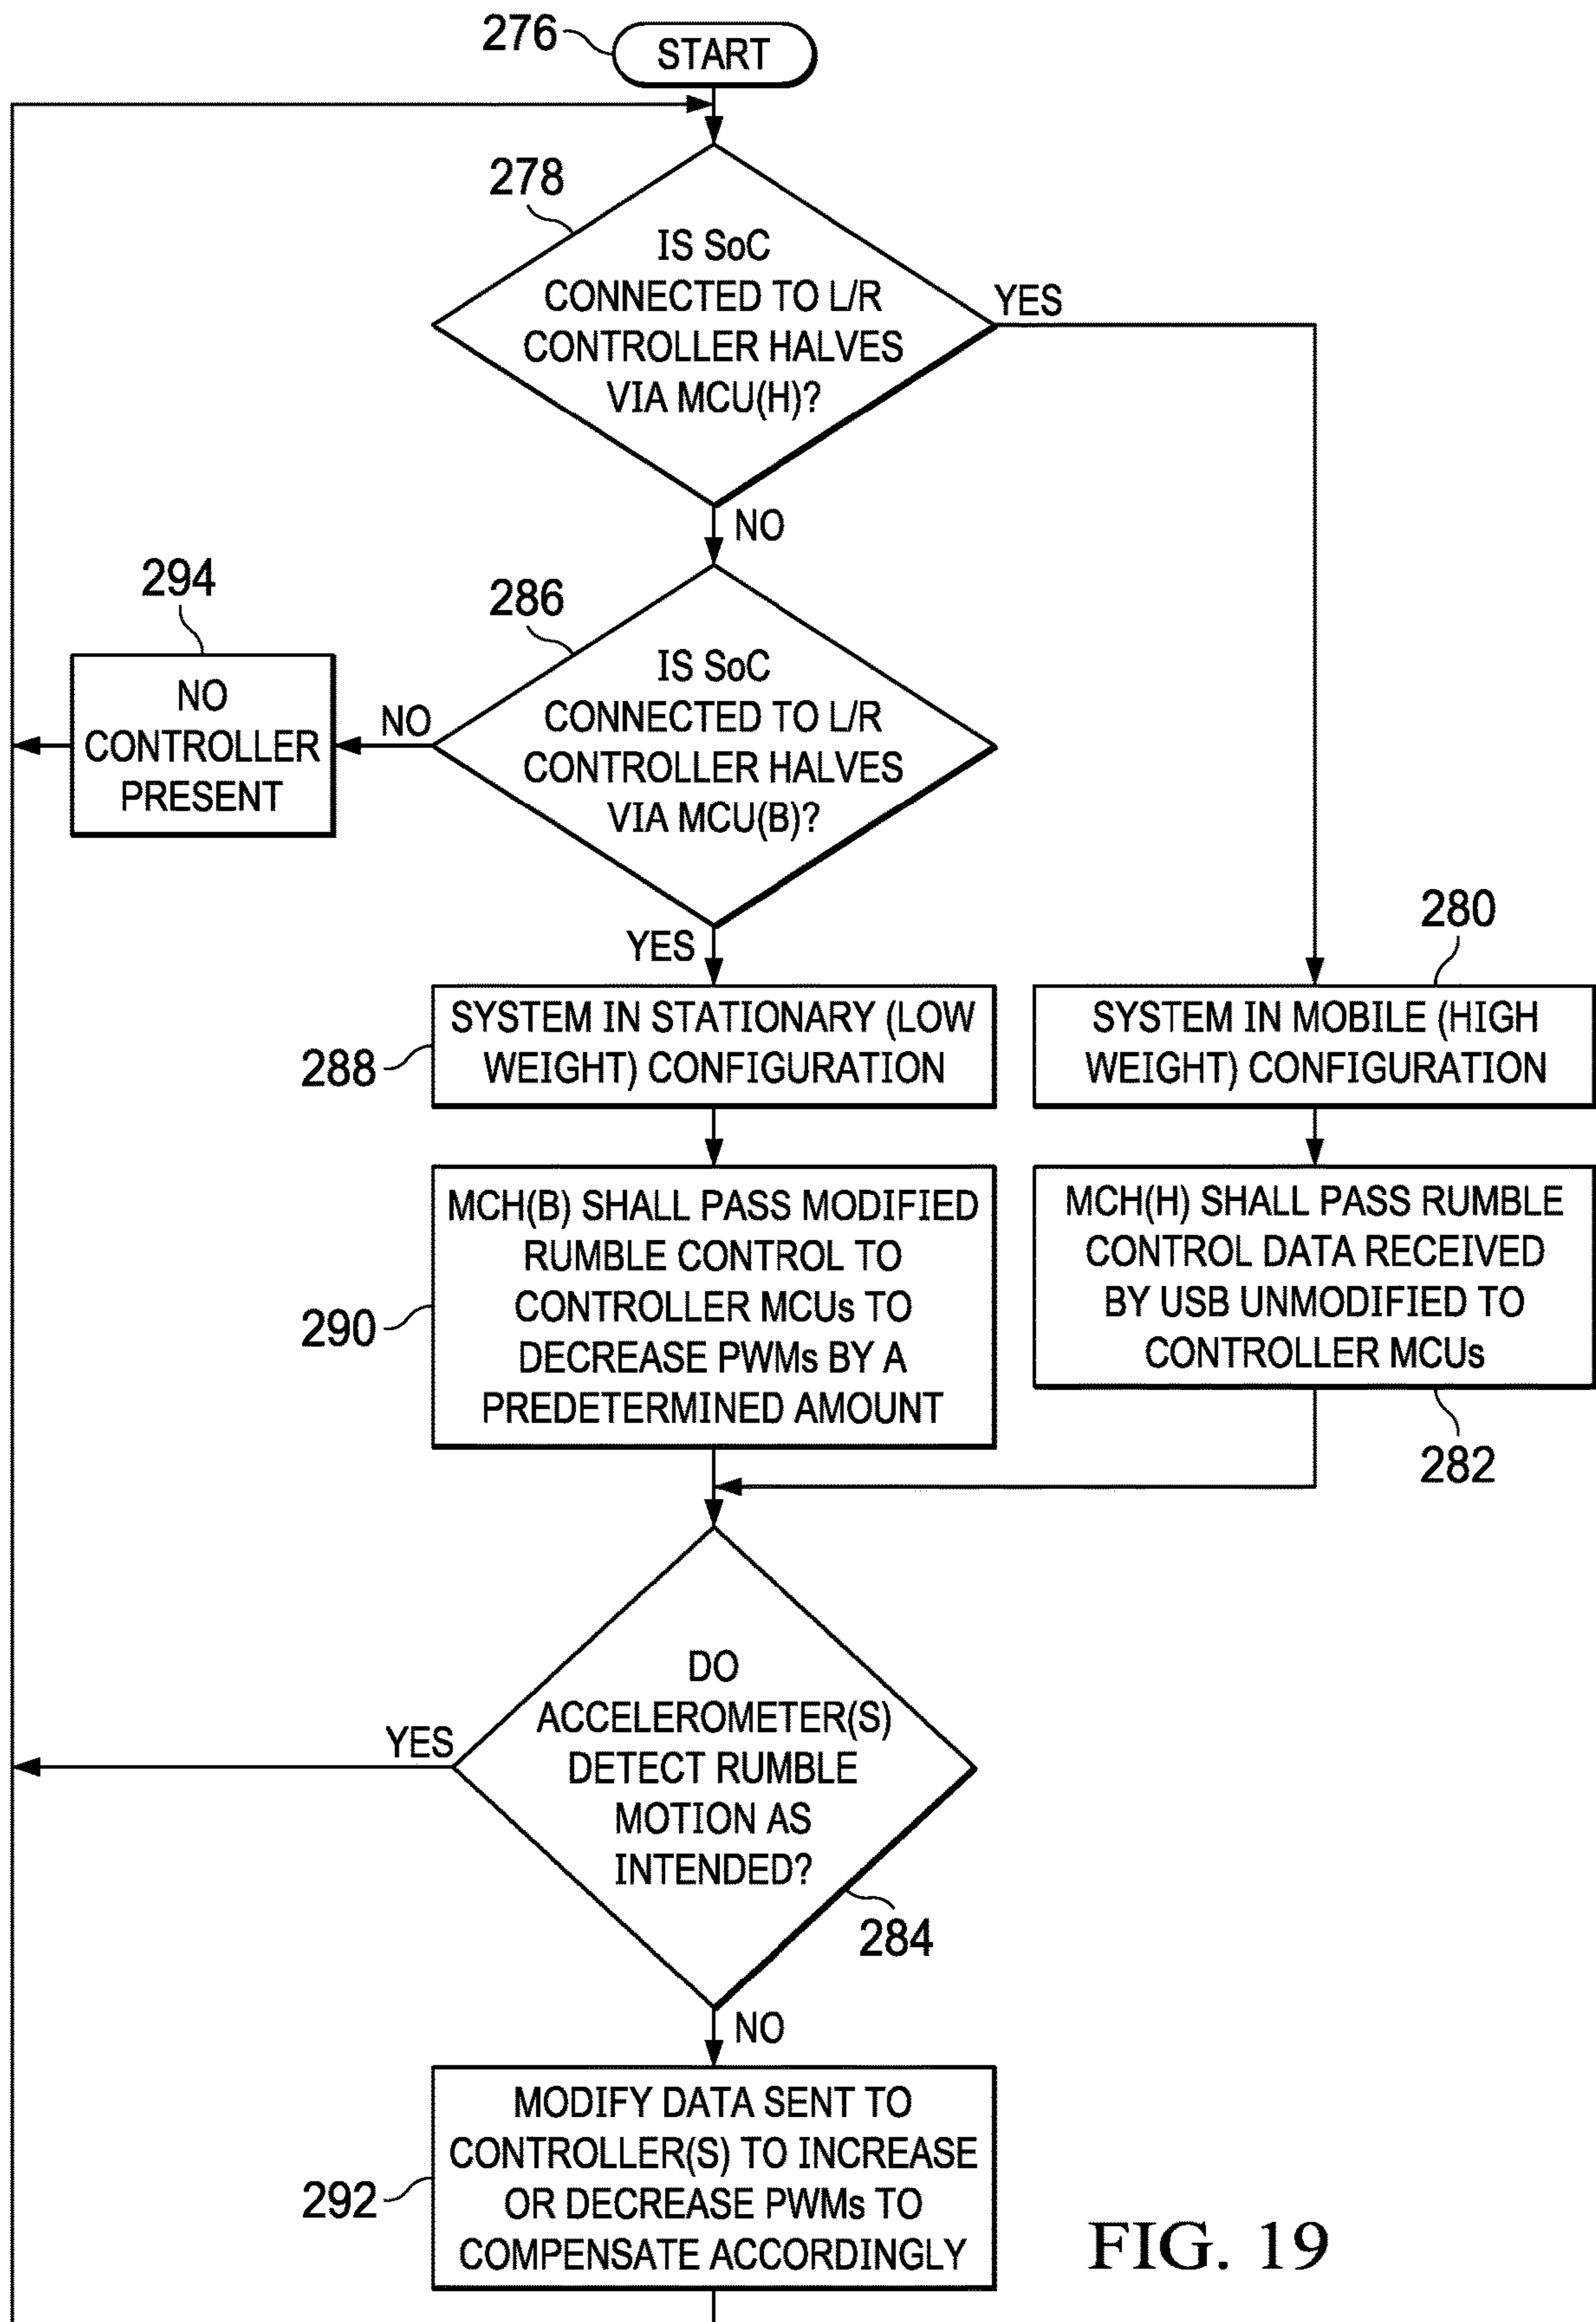 276
START
278
IS SoC
CONNECTED TO L/R
CONTROLLER HALVES
VIA MCU(H)?
YES
NO
294
NO
CONTROLLER
PRESENT
NO
286
IS SoC
CONNECTED TO L/R
CONTROLLER HALVES
VIA MCU(B)?
YES
280
288
SYSTEM IN STATIONARY (LOW
WEIGHT) CONFIGURATION
SYSTEM IN MOBILE (HIGH
WEIGHT) CONFIGURATION
290
MCH(B) SHALL PASS MODIFIED
RUMBLE CONTROL TO
CONTROLLER MCUs TO
DECREASE PWMs BY A
PREDETERMINED AMOUNT
MCH(H) SHALL PASS RUMBLE
CONTROL DATA RECEIVED
BY USB UNMODIFIED TO
CONTROLLER MCUs
282
DO
ACCELEROMETER(S)
DETECT RUMBLE
MOTION AS
INTENDED?
YES
284
NO
292
MODIFY DATA SENT TO
CONTROLLER(S) TO INCREASE
OR DECREASE PWMs TO
COMPENSATE ACCORDINGLY
FIG. 19